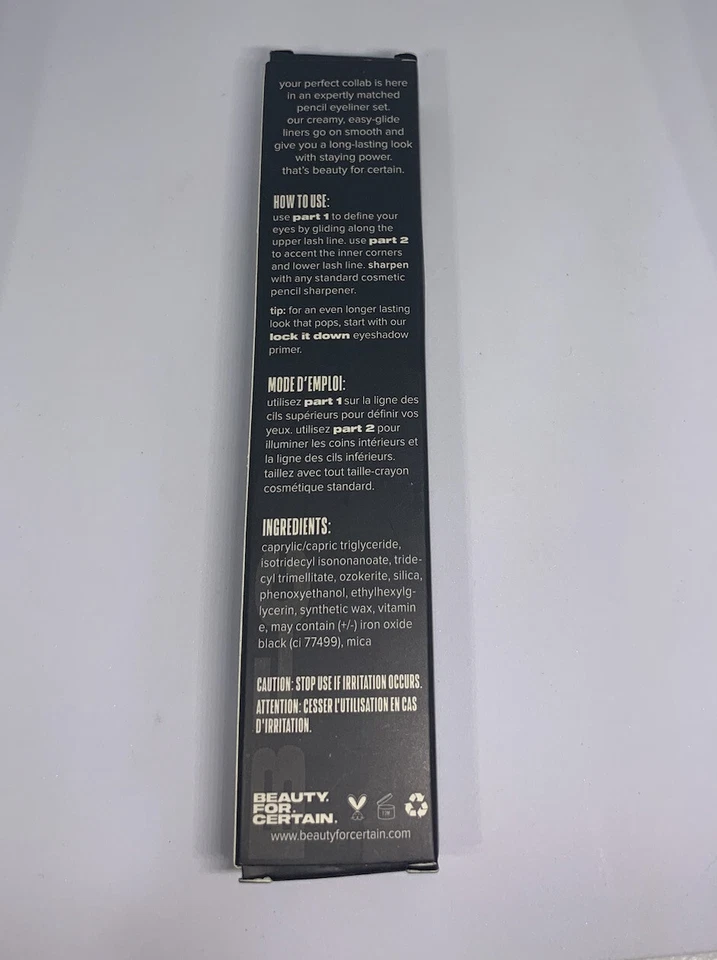 your perfect collab is here
in an expertly matched
pencil eyeliner set.
our creamy, easy-glide
liners go on smooth and
give you a long-lasting look
with staying power.
that's beauty for certain.
HOW TO USE:
use part 1 to define your
eyes by gliding along the
upper lash line. use part 2
to accent the inner corners
and lower lash line. sharpen
with any standard cosmetic
pencil sharpener.
tip: for an even longer lasting
look that pops, start with our
lock it down eyeshadow
primer.
MODE D'EMPLOI:
utilisez part 1 sur la ligne des
cils supérieurs pour définir vos
yeux. utilisez part 2 pour
illuminer les coins intérieurs et
la ligne des cils inférieurs.
taillez avec tout taille-crayon
cosmétique standard.
INGREDIENTS:
caprylic/capric triglyceride,
isotridecyl isononanoate, tride-
cyl trimellitate, ozokerite, silica,
phenoxyethanol, ethylhexylg-
lycerin, synthetic wax, vitamin
e, may contain (+/-) iron oxide
black (ci 77499), mica
CAUTION: STOP USE IF IRRITATION OCCURS.
ATTENTION: CESSER L'UTILISATION EN CAS
D'IRRITATION.
BEAUTY.
FOR.
CERTAIN.
www.beautyforcertain.com